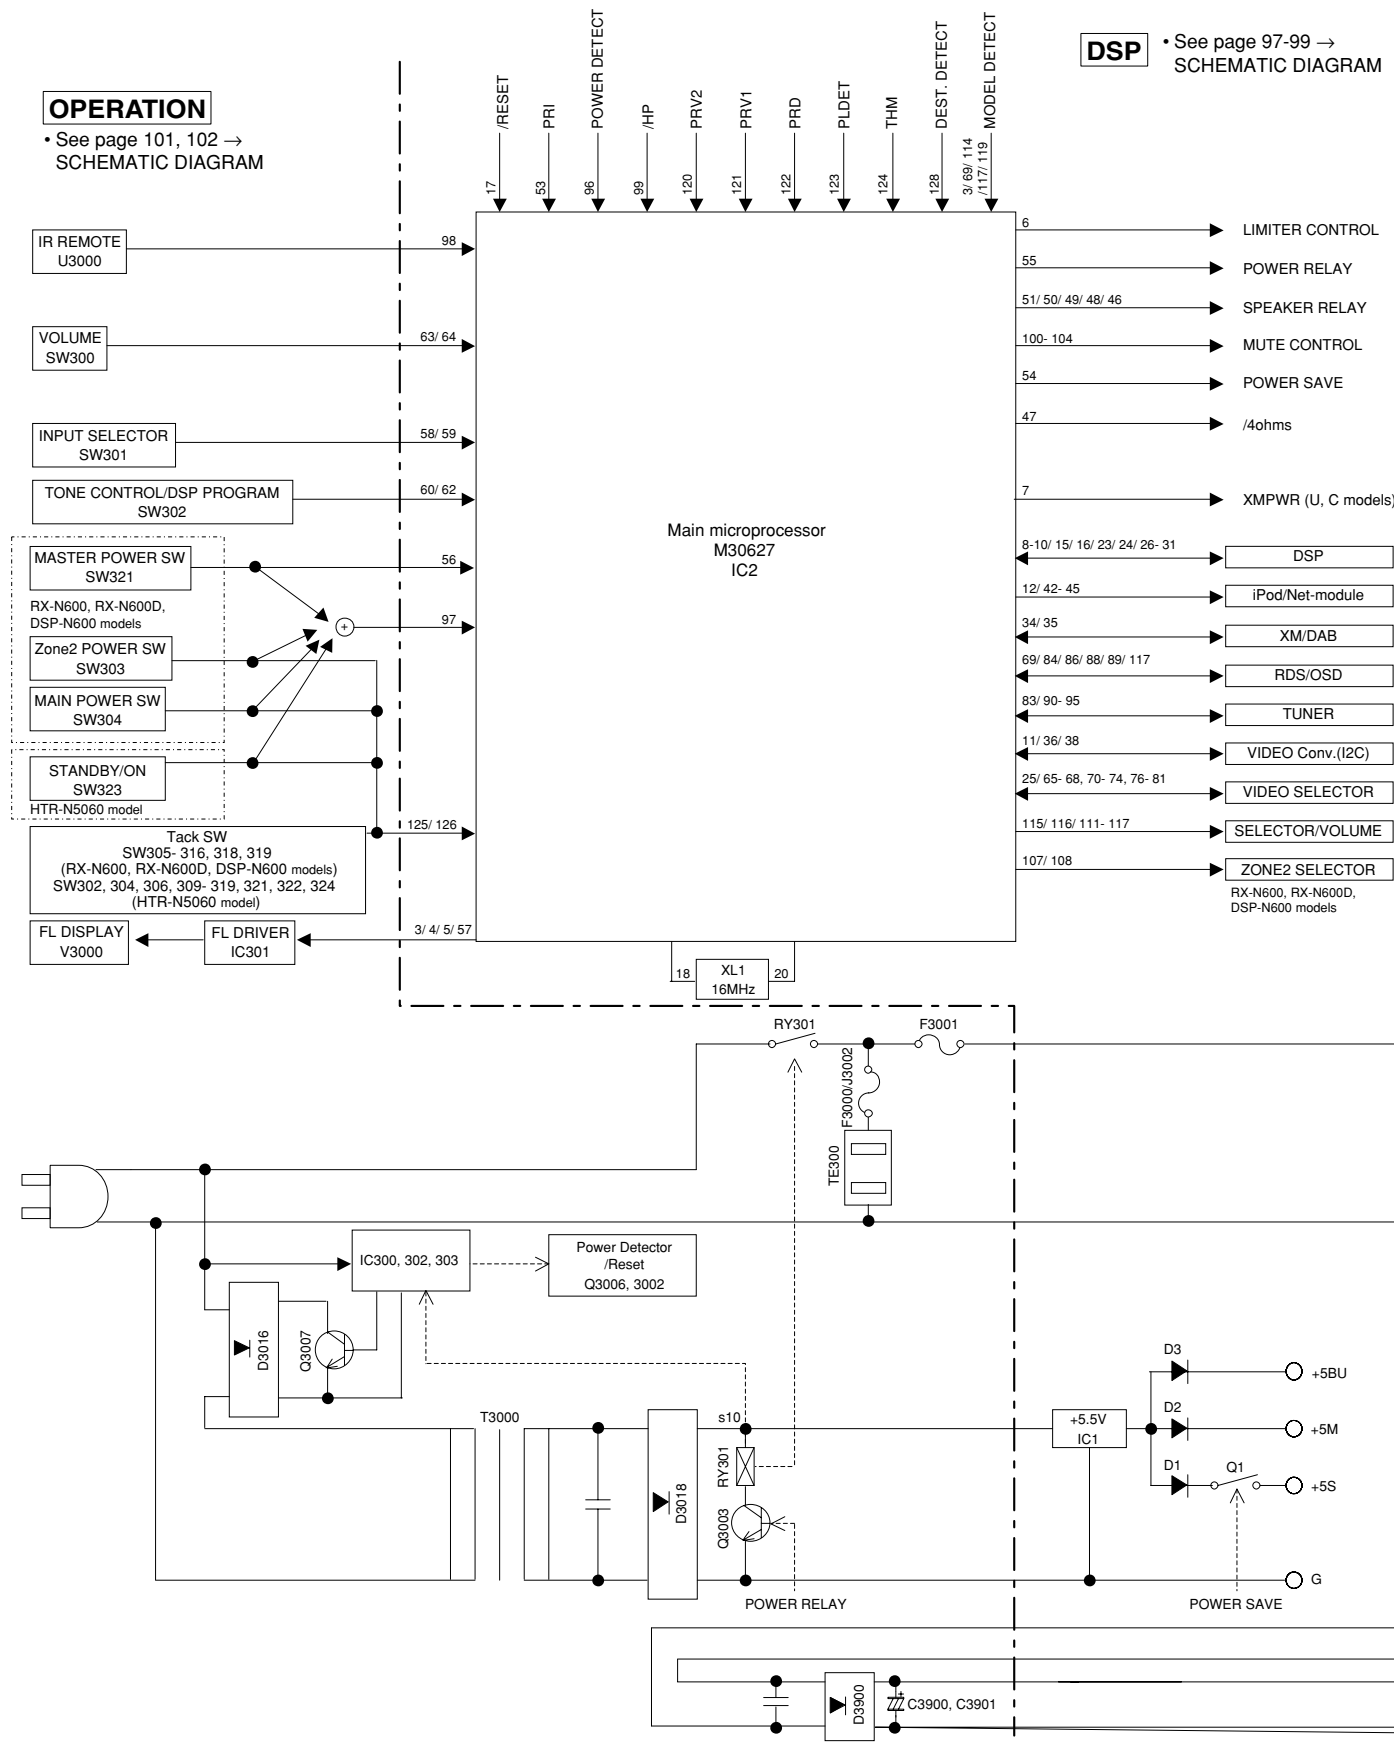 OPERATION
• See page 101, 102 →
SCHEMATIC DIAGRAM
DSP
• See page 97-99 →
SCHEMATIC DIAGRAM
/RESET
PRI
POWER DETECT
/HP
PRV2
PRV1
PRD
PLDET
THM
DEST. DETECT
MODEL DETECT
17
53
96
99
120
121
122
123
124
128
3/ 69/ 114
/117/ 119
IR REMOTE
U3000
98
VOLUME
SW300
63/ 64
INPUT SELECTOR
SW301
58/ 59
TONE CONTROL/DSP PROGRAM
SW302
60/ 62
MASTER POWER SW
SW321
56
RX-N600, RX-N600D,
DSP-N600 models
+
97
Zone2 POWER SW
SW303
MAIN POWER SW
SW304
STANDBY/ON
SW323
HTR-N5060 model
Tack SW
SW305- 316, 318, 319
(RX-N600, RX-N600D, DSP-N600 models)
SW302, 304, 306, 309- 319, 321, 322, 324
(HTR-N5060 model)
125/ 126
FL DISPLAY
V3000
FL DRIVER
IC301
3/ 4/ 5/ 57
Main microprocessor
M30627
IC2
18
XL1
16MHz
20
6
LIMITER CONTROL
55
POWER RELAY
51/ 50/ 49/ 48/ 46
SPEAKER RELAY
100- 104
MUTE CONTROL
54
POWER SAVE
47
/4ohms
7
XMPWR (U, C models)
8-10/ 15/ 16/ 23/ 24/ 26- 31
DSP
12/ 42- 45
iPod/Net-module
34/ 35
XM/DAB
69/ 84/ 86/ 88/ 89/ 117
RDS/OSD
83/ 90- 95
TUNER
11/ 36/ 38
VIDEO Conv.(I2C)
25/ 65- 68, 70- 74, 76- 81
VIDEO SELECTOR
115/ 116/ 111- 117
SELECTOR/VOLUME
107/ 108
ZONE2 SELECTOR
RX-N600, RX-N600D,
DSP-N600 models
RY301
F3001
F3000/J3002
TE300
IC300, 302, 303
Power Detector
/Reset
Q3006, 3002
D3016
Q3007
T3000
D3018
s10
RY301
Q3003
POWER RELAY
+5.5V
IC1
D3
+5BU
D2
+5M
D1
Q1
+5S
G
POWER SAVE
D3900
+
C3900, C3901